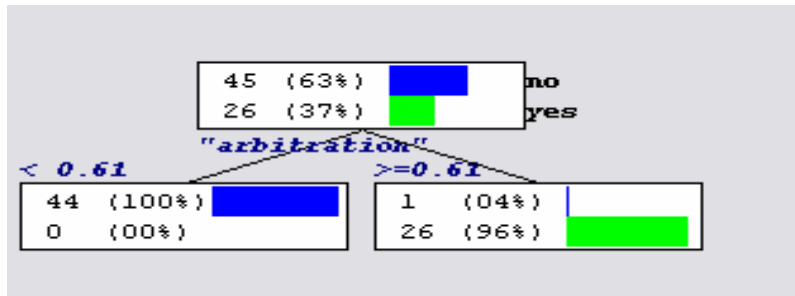 45 (63%) no
26 (37%) yes
"arbitration"
< 0.61 >=0.61
44 (100%) 1 (04%)
0 (00%) 26 (96%)